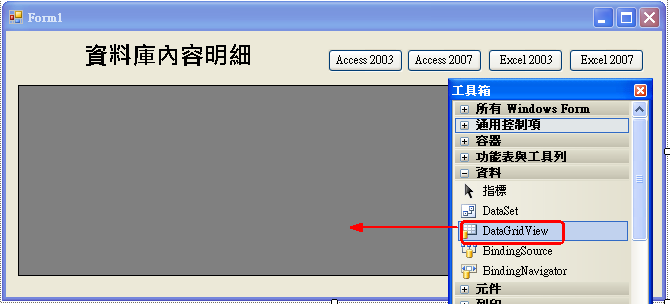 Form1
資料庫內容明細
Access 2003
Access 2007
Excel 2003
Excel 2007
工具箱
所有 Windows Form
通用控制項
容器
功能表與工具列
資料
指標
DataSet
DataGridView
BindingSource
BindingNavigator
元件
列印